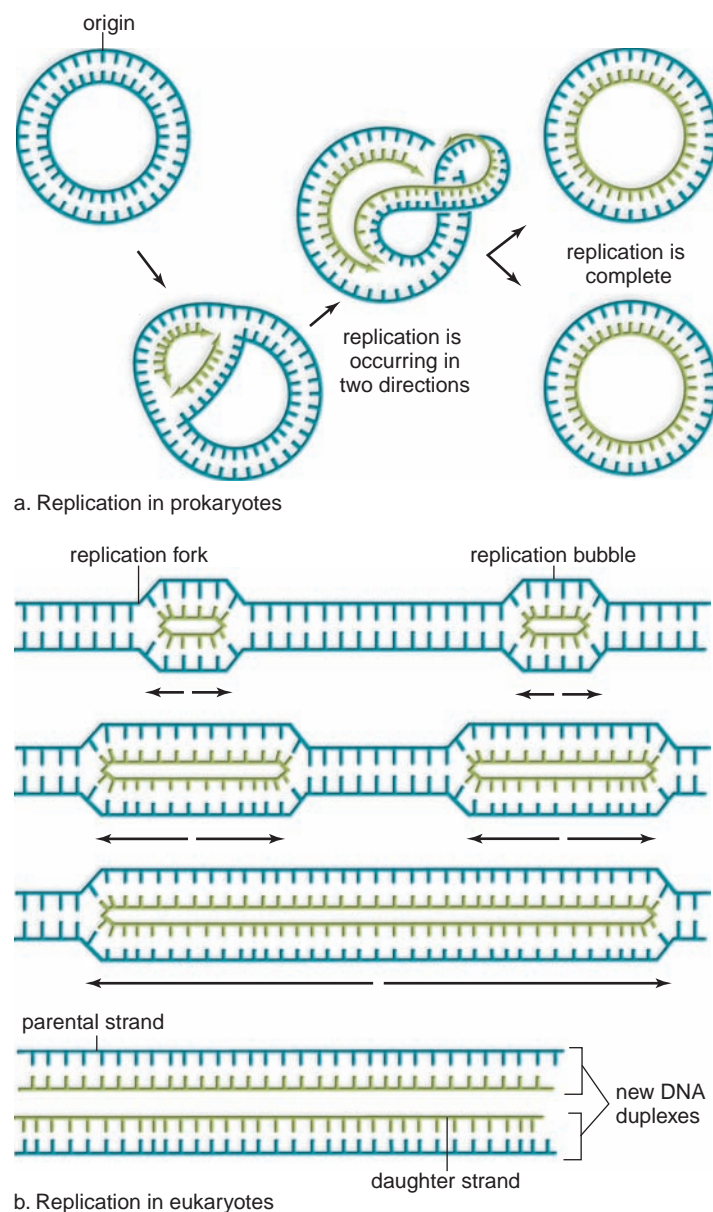 origin
replication is
complete
replication is
occurring in
two directions
a. Replication in prokaryotes
replication fork
replication bubble
parental strand
new DNA
duplexes
daughter strand
b. Replication in eukaryotes